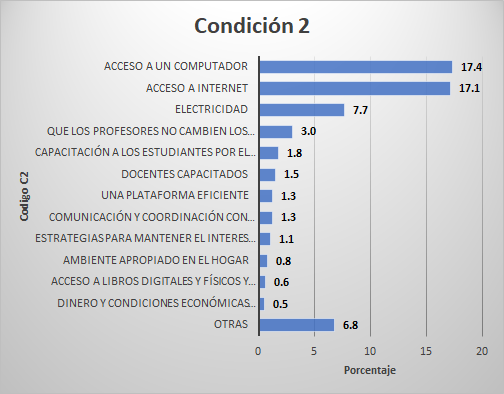 Condición 2
ACCESO A UN COMPUTADOR 17.4
ACCESO A INTERNET 17.1
ELECTRICIDAD 7.7
QUE LOS PROFESORES NO CAMBIEN LOS... 3.0
CAPACITACIÓN A LOS ESTUDIANTES POR EL... 1.8
DOCENTES CAPACITADOS 1.5
UNA PLATAFORMA EFICIENTE 1.3
COMUNICACIÓN Y COORDINACIÓN CON... 1.3
ESTRATEGIAS PARA MANTENER EL INTERES... 1.1
AMBIENTE APROPIADO EN EL HOGAR 0.8
ACCESO A LIBROS DIGITALES Y FÍSICOS Y... 0.6
DINERO Y CONDICIONES ECONÓMICAS... 0.5
OTRAS 6.8
0 5 10 15 20
Porcentaje
Codigo C2